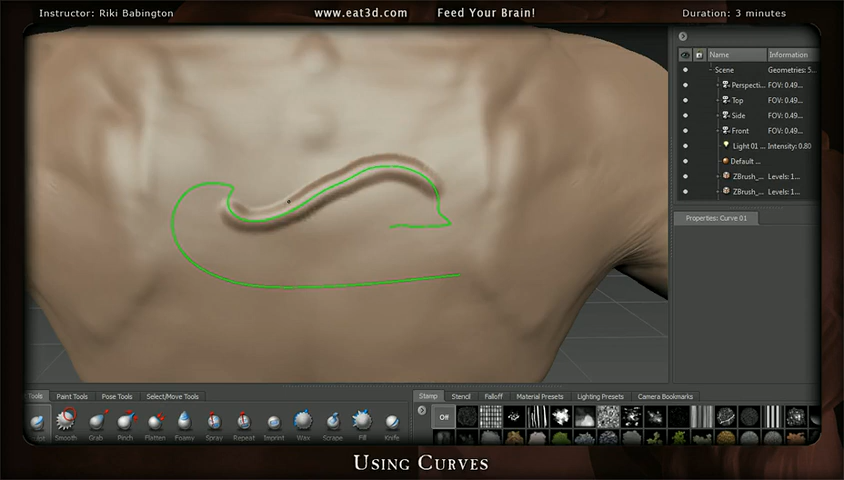 Instructor: Riki Babington
www.eat3d.com Feed Your Brain!
Duration: 3 minutes
Name Information
Scene Geometries: 5...
Perspecti... FOV: 0.49...
Top FOV: 0.49...
Side FOV: 0.49...
Front FOV: 0.49...
Light 01 ... Intensity: 0.80
Default ...
ZBrush_... Levels: 1...
ZBrush_... Levels: 1...
Properties: Curve 01
Tools Paint Tools Pose Tools Select/Move Tools
Stamp Stencil Falloff Material Presets Lighting Presets Camera Bookmarks
Off
Smooth Grab Pinch Flatten Foamy Spray Repeat Imprint Wax Scrape Fill Knife
Using Curves